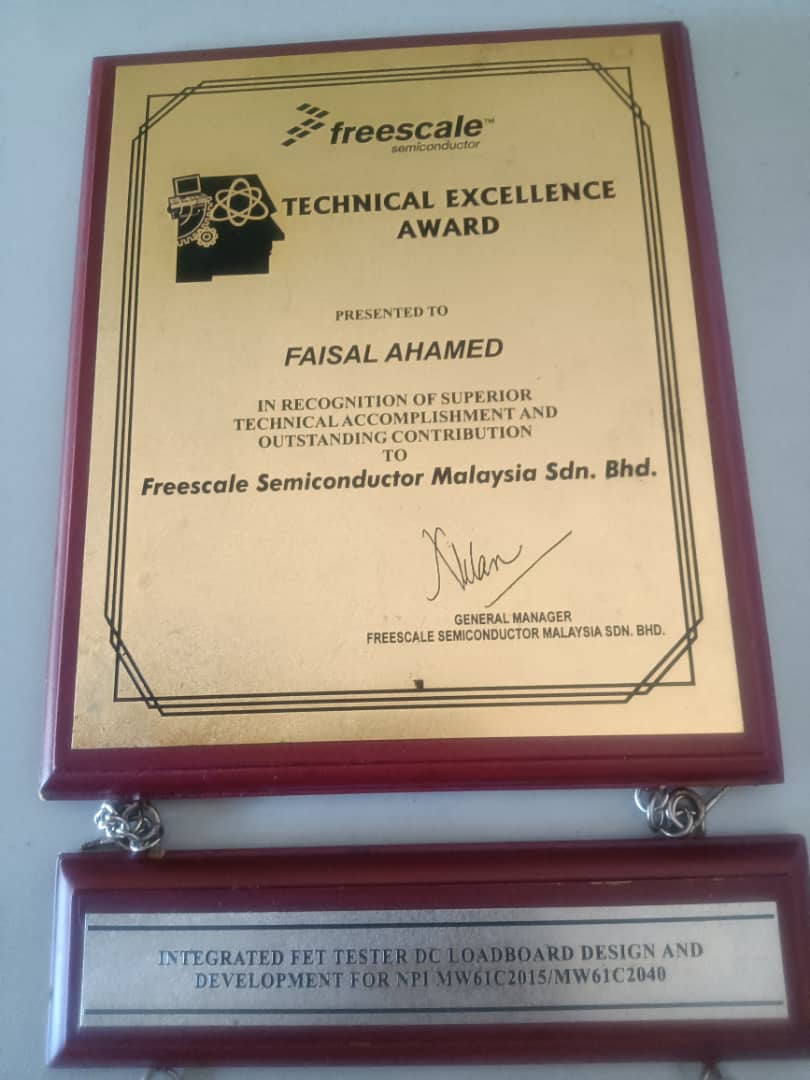 freescale™
semiconductor
TECHNICAL EXCELLENCE
AWARD
PRESENTED TO
FAISAL AHAMED
IN RECOGNITION OF SUPERIOR
TECHNICAL ACCOMPLISHMENT AND
OUTSTANDING CONTRIBUTION
TO
Freescale Semiconductor Malaysia Sdn. Bhd.
GENERAL MANAGER
FREESCALE SEMICONDUCTOR MALAYSIA SDN. BHD.
INTEGRATED FET TESTER DC LOADBOARD DESIGN AND
DEVELOPMENT FOR NPI MW61C2015/MW61C2040